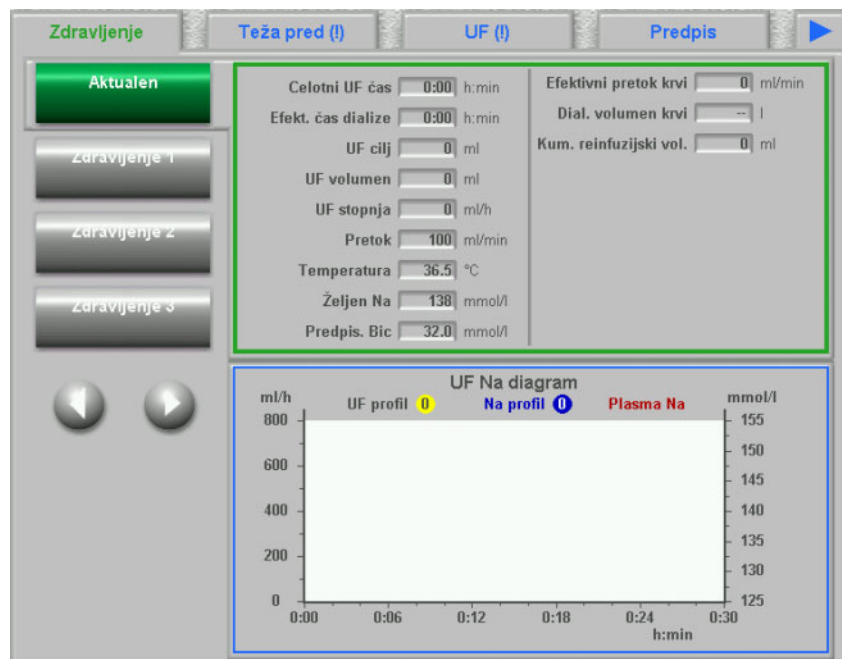 Zdravljenje
Teža pred (!)
UF (!)
Predpis
Aktualen
Zdravljenje 1
Zdravljenje 2
Zdravljenje 3
Celotni UF čas 0:00 h:min
Efekt. čas dialize 0:00 h:min
UF cilj 0 ml
UF volumen 0 ml
UF stopnja 0 ml/h
Pretok 100 ml/min
Temperatura 36.5 °C
Željen Na 138 mmol/l
Predpis. Bic 32.0 mmol/l
Efektivni pretok krvi 0 ml/min
Dial. volumen krvi -- l
Kum. reinfuzijski vol. 0 ml
UF Na diagram
ml/h
UF profil 0
Na profil 0
Plasma Na
mmol/l
800
600
400
200
0
155
150
145
140
135
130
125
0:00 0:06 0:12 0:18 0:24 0:30
h:min